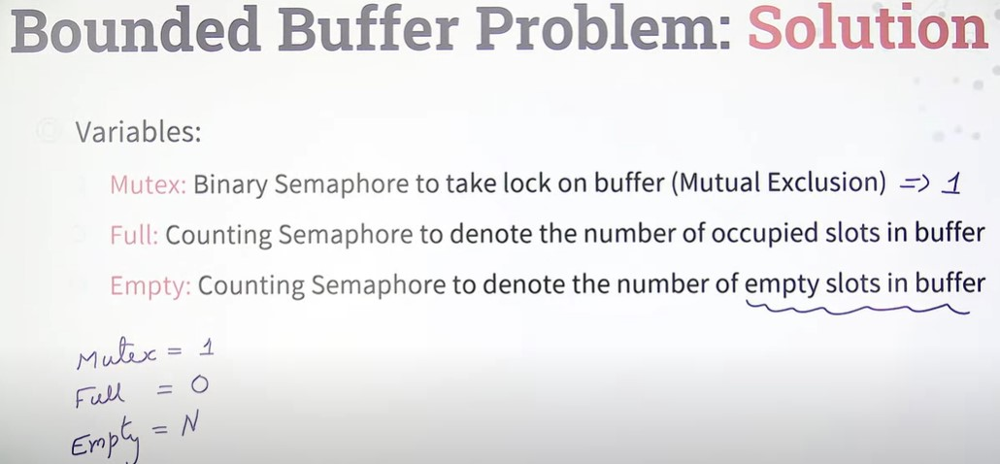 Bounded Buffer Problem: Solution
Variables:
Mutex: Binary Semaphore to take lock on buffer (Mutual Exclusion) => 1
Full: Counting Semaphore to denote the number of occupied slots in buffer
Empty: Counting Semaphore to denote the number of empty slots in buffer
Mutex = 1
Full = 0
Empty = N